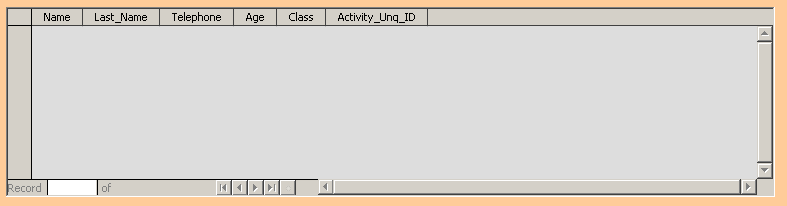 Name Last_Name Telephone Age Class Activity_Unq_ID
Record of